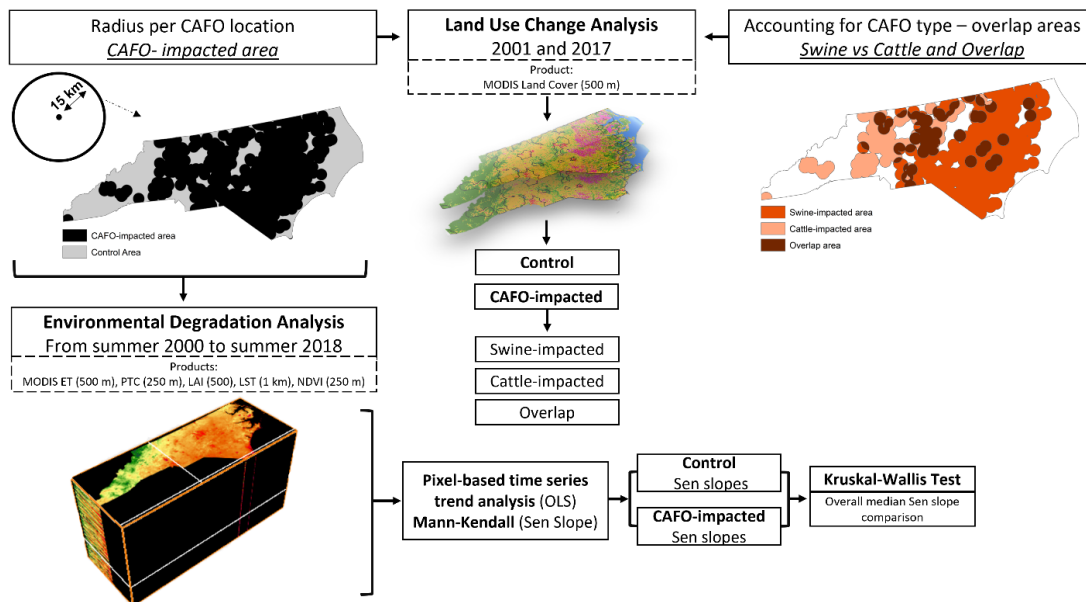 Radius per CAFO location
CAFO- impacted area
15 km
CAFO-impacted area
Control Area
Land Use Change Analysis
2001 and 2017
Product:
MODIS Land Cover (500 m)
Accounting for CAFO type – overlap areas
Swine vs Cattle and Overlap
Swine-impacted area
Cattle-impacted area
Overlap area
Control
CAFO-impacted
Swine-impacted
Cattle-impacted
Overlap
Environmental Degradation Analysis
From summer 2000 to summer 2018
Products:
MODIS ET (500 m), PTC (250 m), LAI (500), LST (1 km), NDVI (250 m)
Pixel-based time series
trend analysis (OLS)
Mann-Kendall (Sen Slope)
Control
Sen slopes
CAFO-impacted
Sen slopes
Kruskal-Wallis Test
Overall median Sen slope
comparison